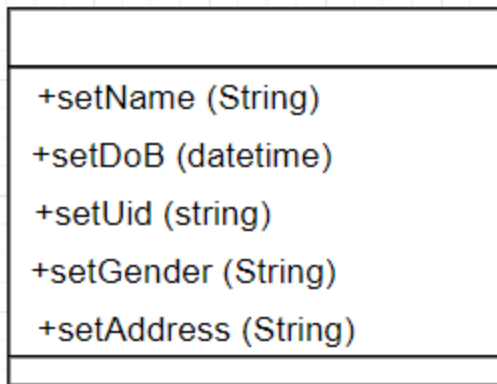 +setName (String)
+setDoB (datetime)
+setUid (string)
+setGender (String)
+setAddress (String)